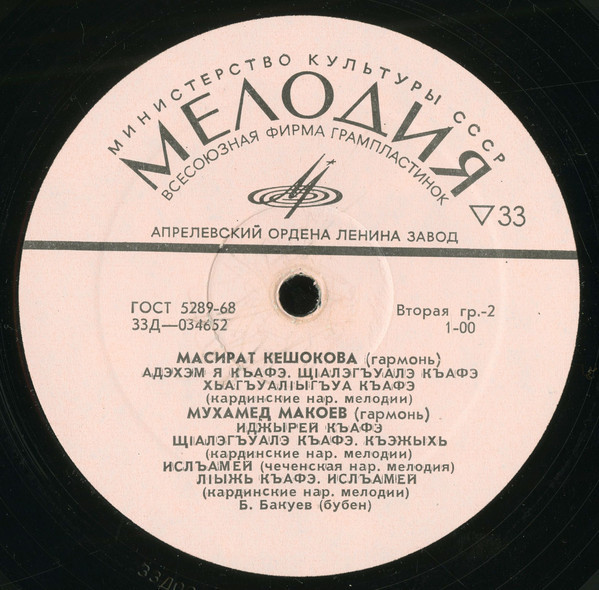 МИНИСТЕРСТВО КУЛЬТУРЫ СССР
МЕЛОДИЯ
ВСЕСОЮЗНАЯ ФИРМА ГРАМПЛАСТИНОК
▽33
АПРЕЛЕВСКИЙ ОРДЕНА ЛЕНИНА ЗАВОД
ГОСТ 5289-68
33Д—034652
Вторая гр.-2
1-00
МАСИРАТ КЕШОКОВА (гармонь)
АДЭХЭМ Я КЪАФЭ. ЩIАЛЭГЪУАЛЭ КЪАФЭ
ХЬАГЪУАЛIЫГЪУА КЪАФЭ
(кардинские нар. мелодии)
МУХАМЕД МАКОЕВ (гармонь)
ИДЖЫРЕЙ КЪАФЭ
ЩIАЛЭГЪУАЛЭ КЪАФЭ. КЪЭЖЫХЬ
(кардинские нар. мелодии)
ИСЛЪАМЕЙ (чеченская нар. мелодия)
ЛIЫЖЬ КЪАФЭ. ИСЛЪАМЕЙ
(кардинские нар. мелодии)
Б. Бакуев (бубен)